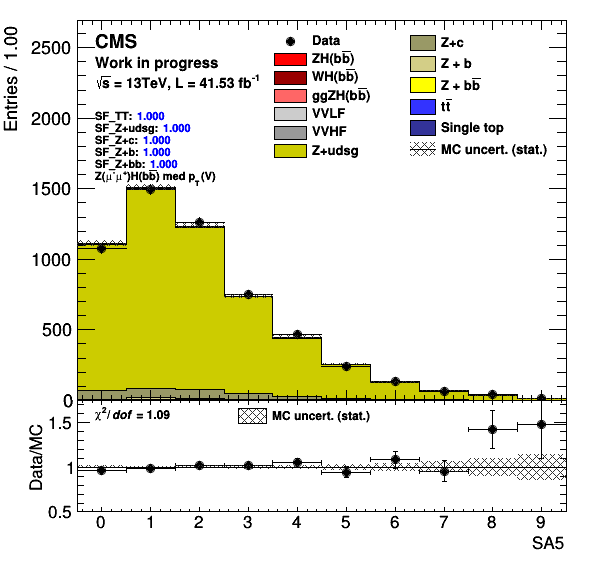 CMS
Work in progress
√s = 13TeV, L = 41.53 fb⁻¹
SF_TT: 1.000
SF_Z+udsg: 1.000
SF_Z+c: 1.000
SF_Z+b: 1.000
SF_Z+bb: 1.000
Z(μ⁻μ⁺)H(bb̅) med p_T(V)
Data
ZH(bb̅)
WH(bb̅)
ggZH(bb̅)
VVLF
VVHF
Z+udsg
Z+c
Z + b
Z + bb̅
tt̅
Single top
MC uncert. (stat.)
Entries / 1.00
2500
2000
1500
1000
500
0
χ²/dof = 1.09
MC uncert. (stat.)
Data/MC
1.5
1
0.5
0 1 2 3 4 5 6 7 8 9
SA5